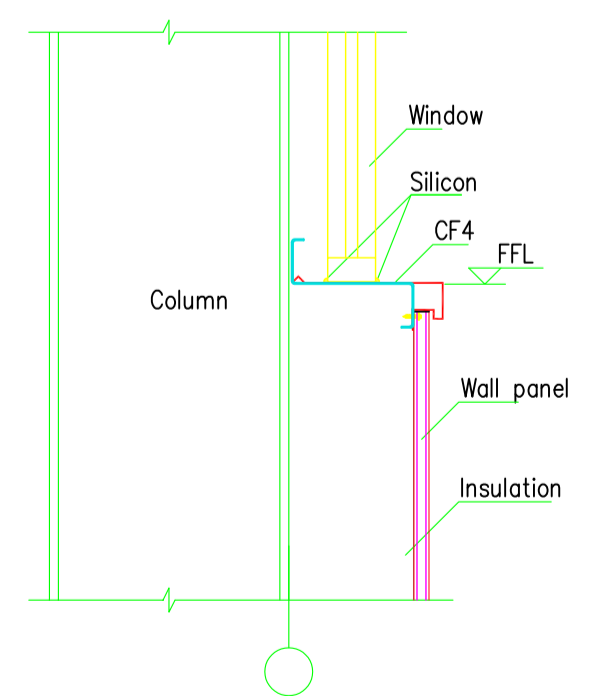 Window
Silicon
CF4
FFL
Column
Wall panel
Insulation